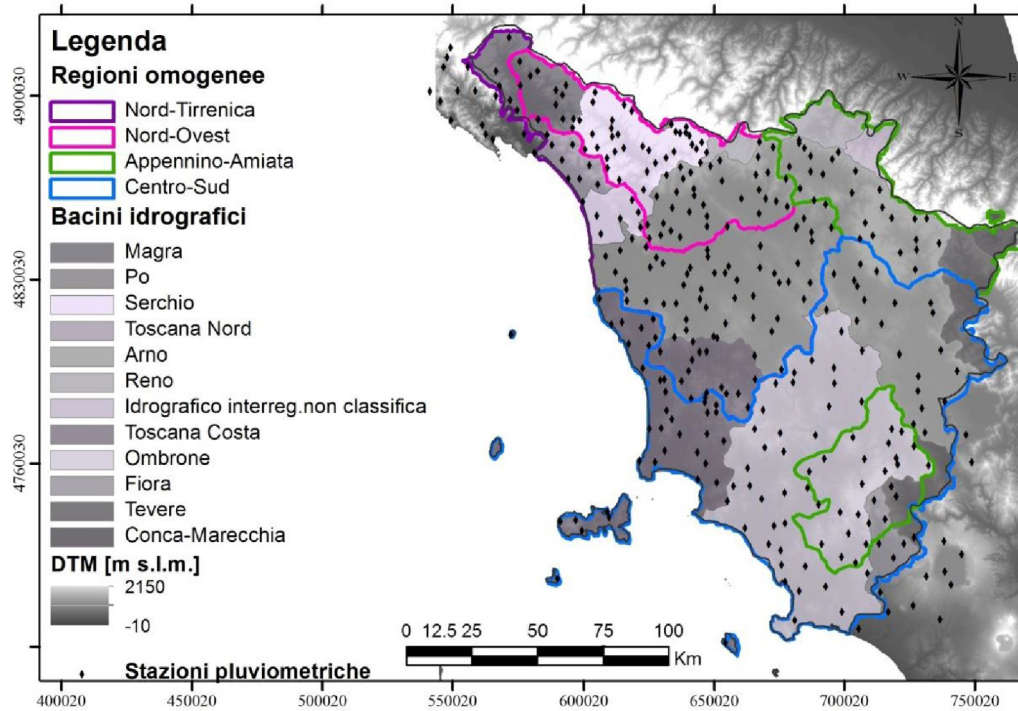 Legenda
Regioni omogenee
Nord-Tirrenica
Nord-Ovest
Appennino-Amiata
Centro-Sud
Bacini idrografici
Magra
Po
Serchio
Toscana Nord
Arno
Reno
Idrografico interreg.non classifica
Toscana Costa
Ombrone
Fiora
Tevere
Conca-Marecchia
DTM [m s.l.m.]
2150
-10
Stazioni pluviometriche
N
W E
S
0 12.5 25 50 75 100
Km
4900030
4830030
4760030
400020 450020 500020 550020 600020 650020 700020 750020